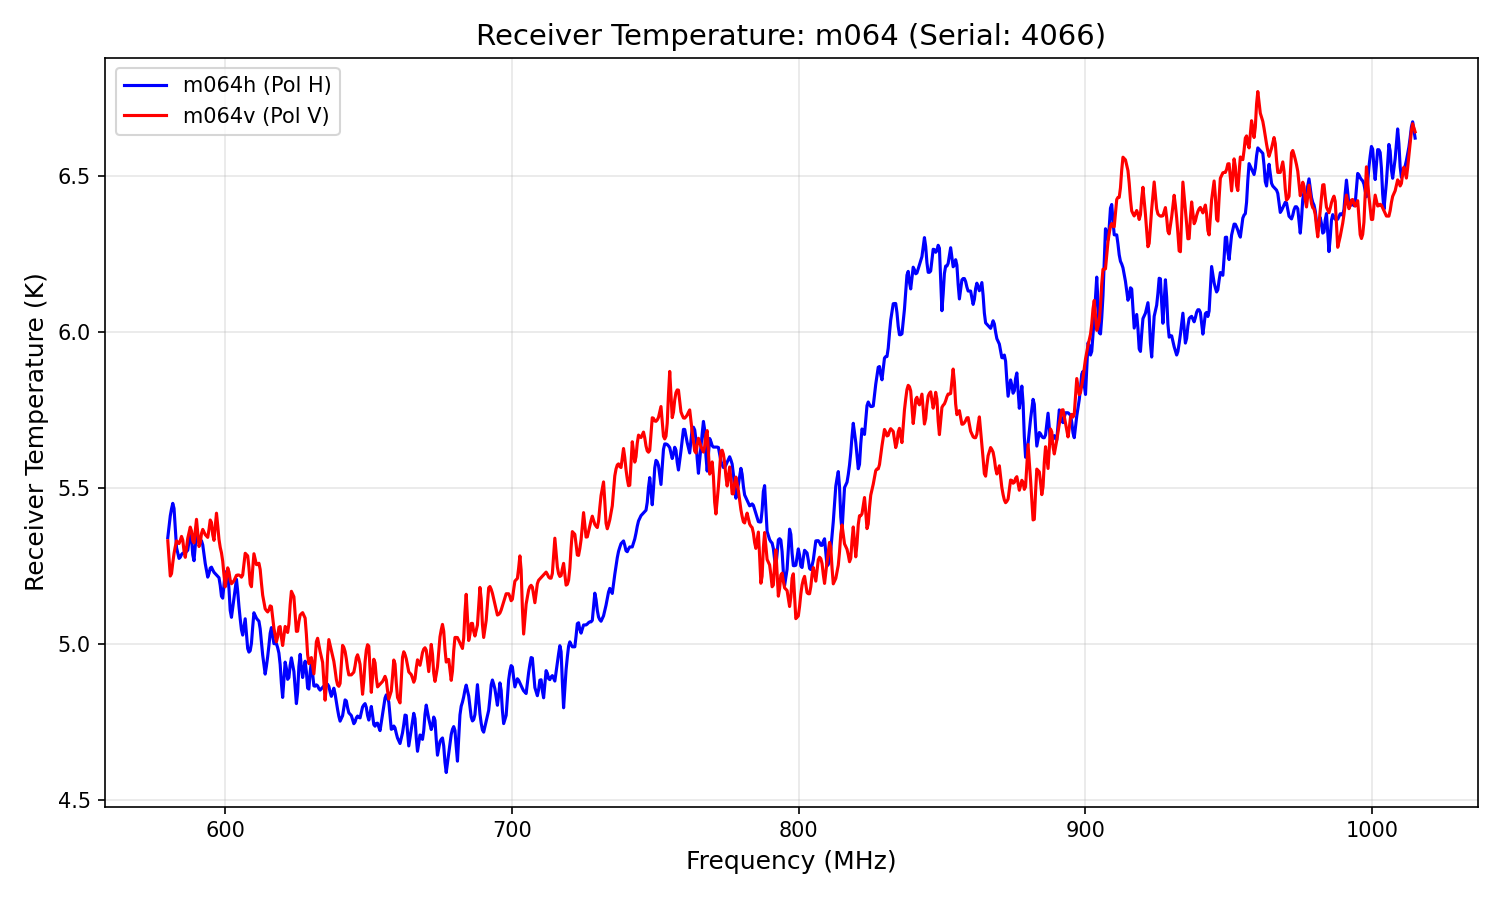 Receiver Temperature: m064 (Serial: 4066)
m064h (Pol H)
m064v (Pol V)
Receiver Temperature (K)
6.5
6.0
5.5
5.0
4.5
600 700 800 900 1000
Frequency (MHz)